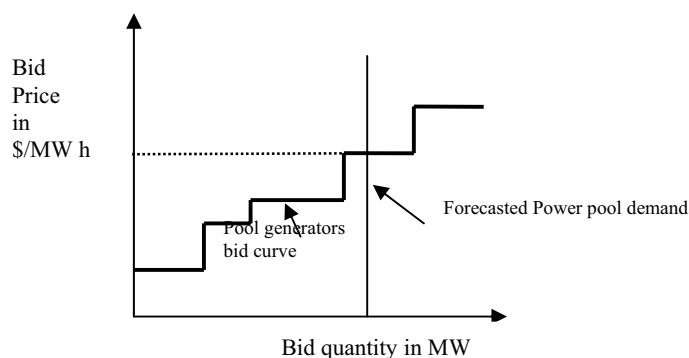 Bid
Price
in
$/MW h
Forecasted Power pool demand
Pool generators
bid curve
Bid quantity in MW